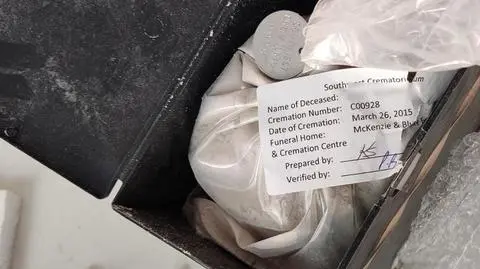 Southwest Crematorium
Name of Deceased:
Cremation Number: C00928
Date of Cremation: March 26, 2015
Funeral Home: McKenzie &
& Cremation Centre
Prepared by: KS
Verified by: